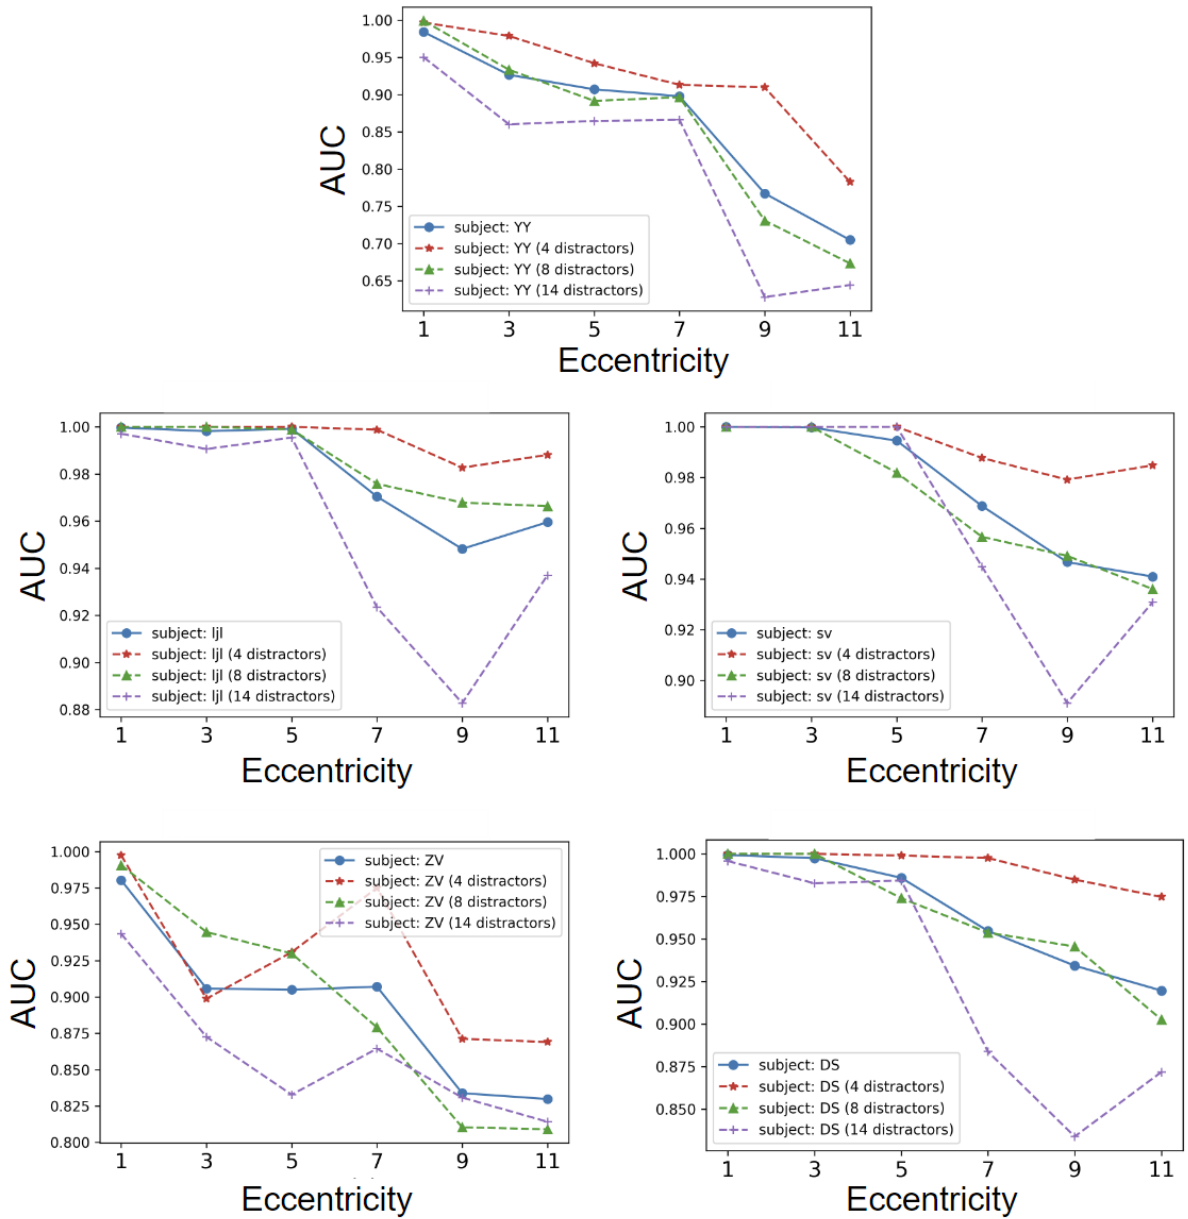 1.00
0.95
0.90
0.85
0.80
0.75
0.70
0.65
AUC
subject: YY
subject: YY (4 distractors)
subject: YY (8 distractors)
subject: YY (14 distractors)
1 3 5 7 9 11
Eccentricity
1.00
0.98
0.96
0.94
0.92
0.90
0.88
AUC
subject: ljl
subject: ljl (4 distractors)
subject: ljl (8 distractors)
subject: ljl (14 distractors)
1 3 5 7 9 11
Eccentricity
1.00
0.98
0.96
0.94
0.92
0.90
AUC
subject: sv
subject: sv (4 distractors)
subject: sv (8 distractors)
subject: sv (14 distractors)
1 3 5 7 9 11
Eccentricity
1.000
0.975
0.950
0.925
0.900
0.875
0.850
0.825
0.800
AUC
subject: ZV
subject: ZV (4 distractors)
subject: ZV (8 distractors)
subject: ZV (14 distractors)
1 3 5 7 9 11
Eccentricity
1.000
0.975
0.950
0.925
0.900
0.875
0.850
AUC
subject: DS
subject: DS (4 distractors)
subject: DS (8 distractors)
subject: DS (14 distractors)
1 3 5 7 9 11
Eccentricity